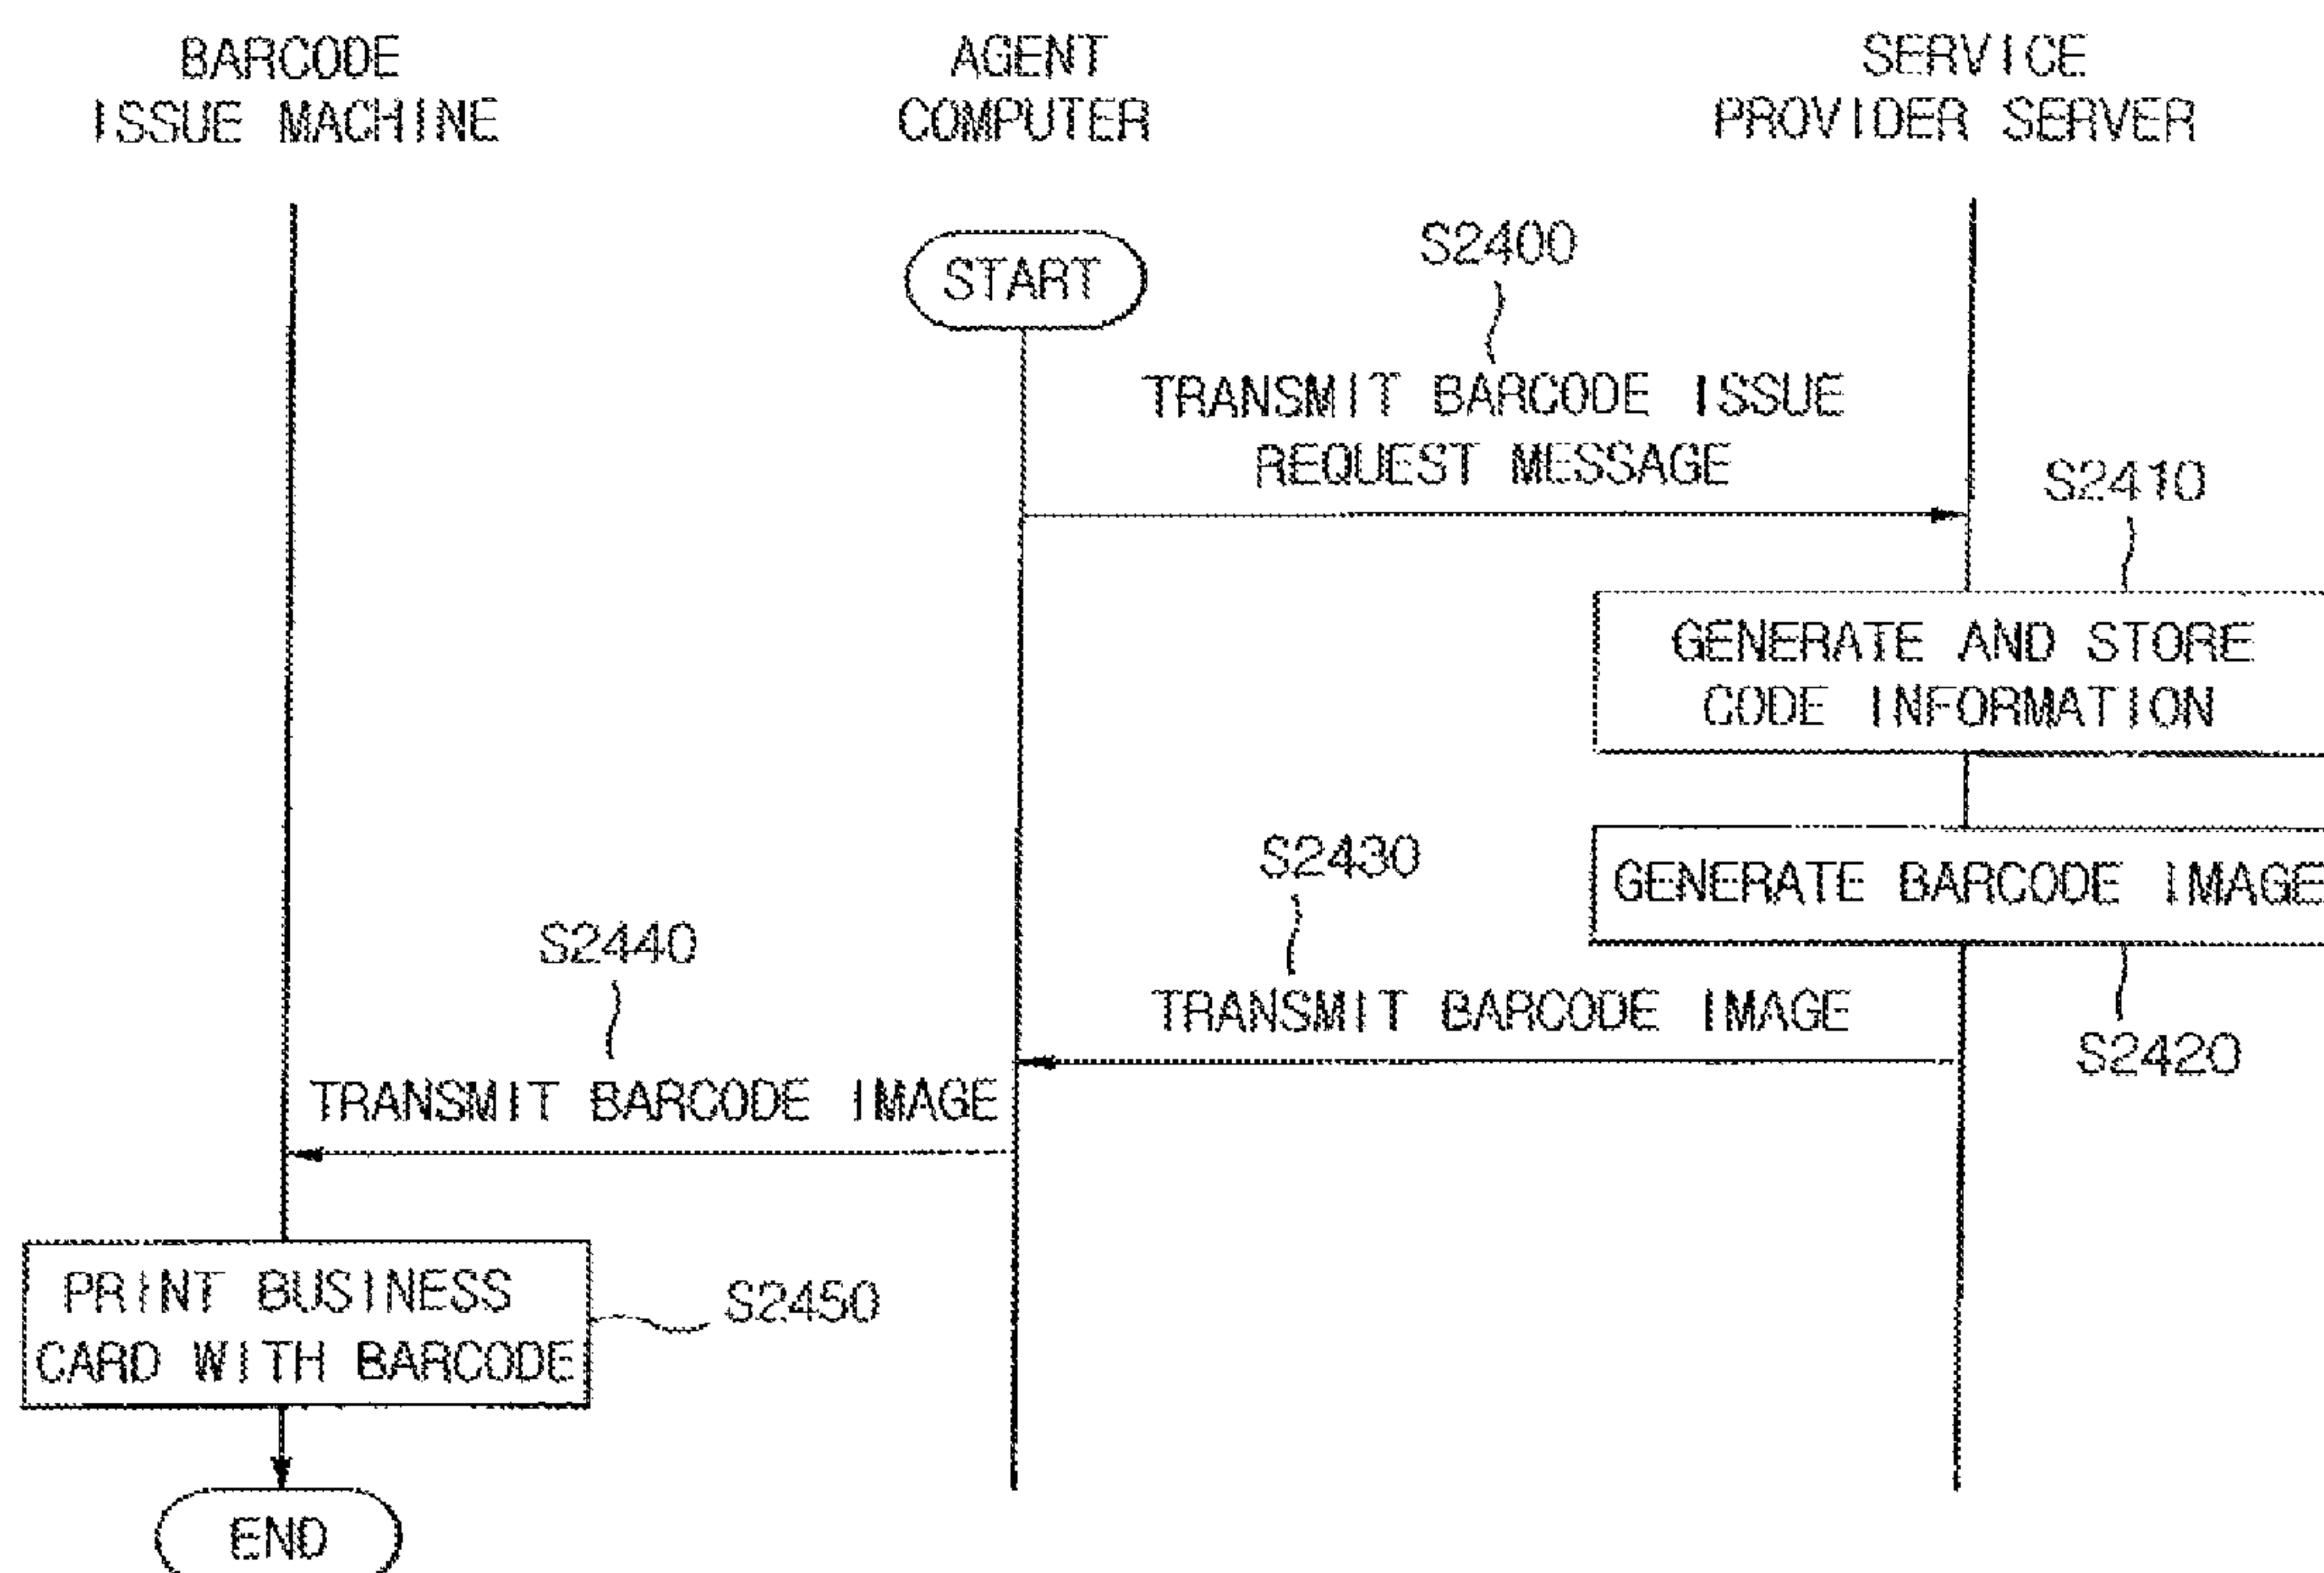 BARCODE
ISSUE MACHINE
AGENT
COMPUTER
SERVICE
PROVIDER SERVER
START
S2400
TRANSMIT BARCODE ISSUE
REQUEST MESSAGE
S2410
GENERATE AND STORE
CODE INFORMATION
GENERATE BARCODE IMAGE
S2420
S2430
TRANSMIT BARCODE IMAGE
S2440
TRANSMIT BARCODE IMAGE
PRINT BUSINESS
CARD WITH BARCODE
S2450
END